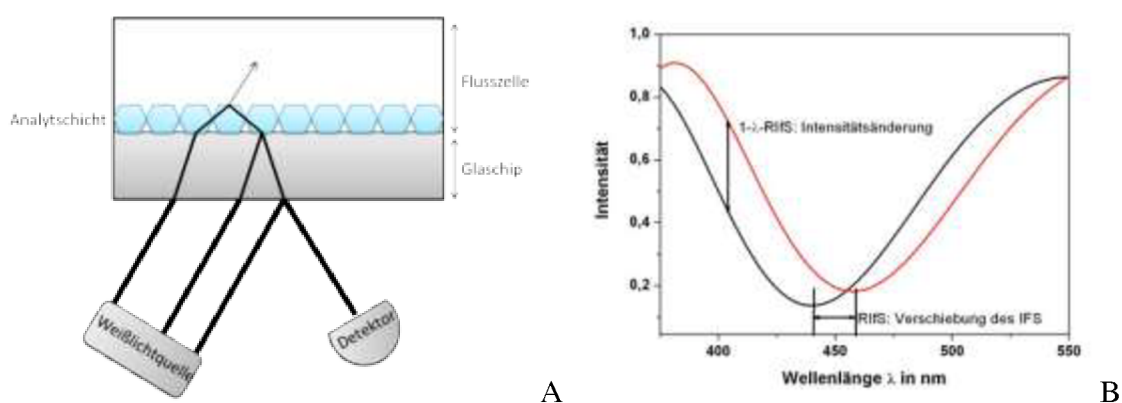 Analytschicht
Flusszelle
Glaschip
Weißlichtquelle
Detektor
A
1,0
0,8
0,6
0,4
0,2
Intensität
1-λ-RIfS: Intensitätsänderung
RIfS: Verschiebung des IFS
400
450
500
550
Wellenlänge λ in nm
B